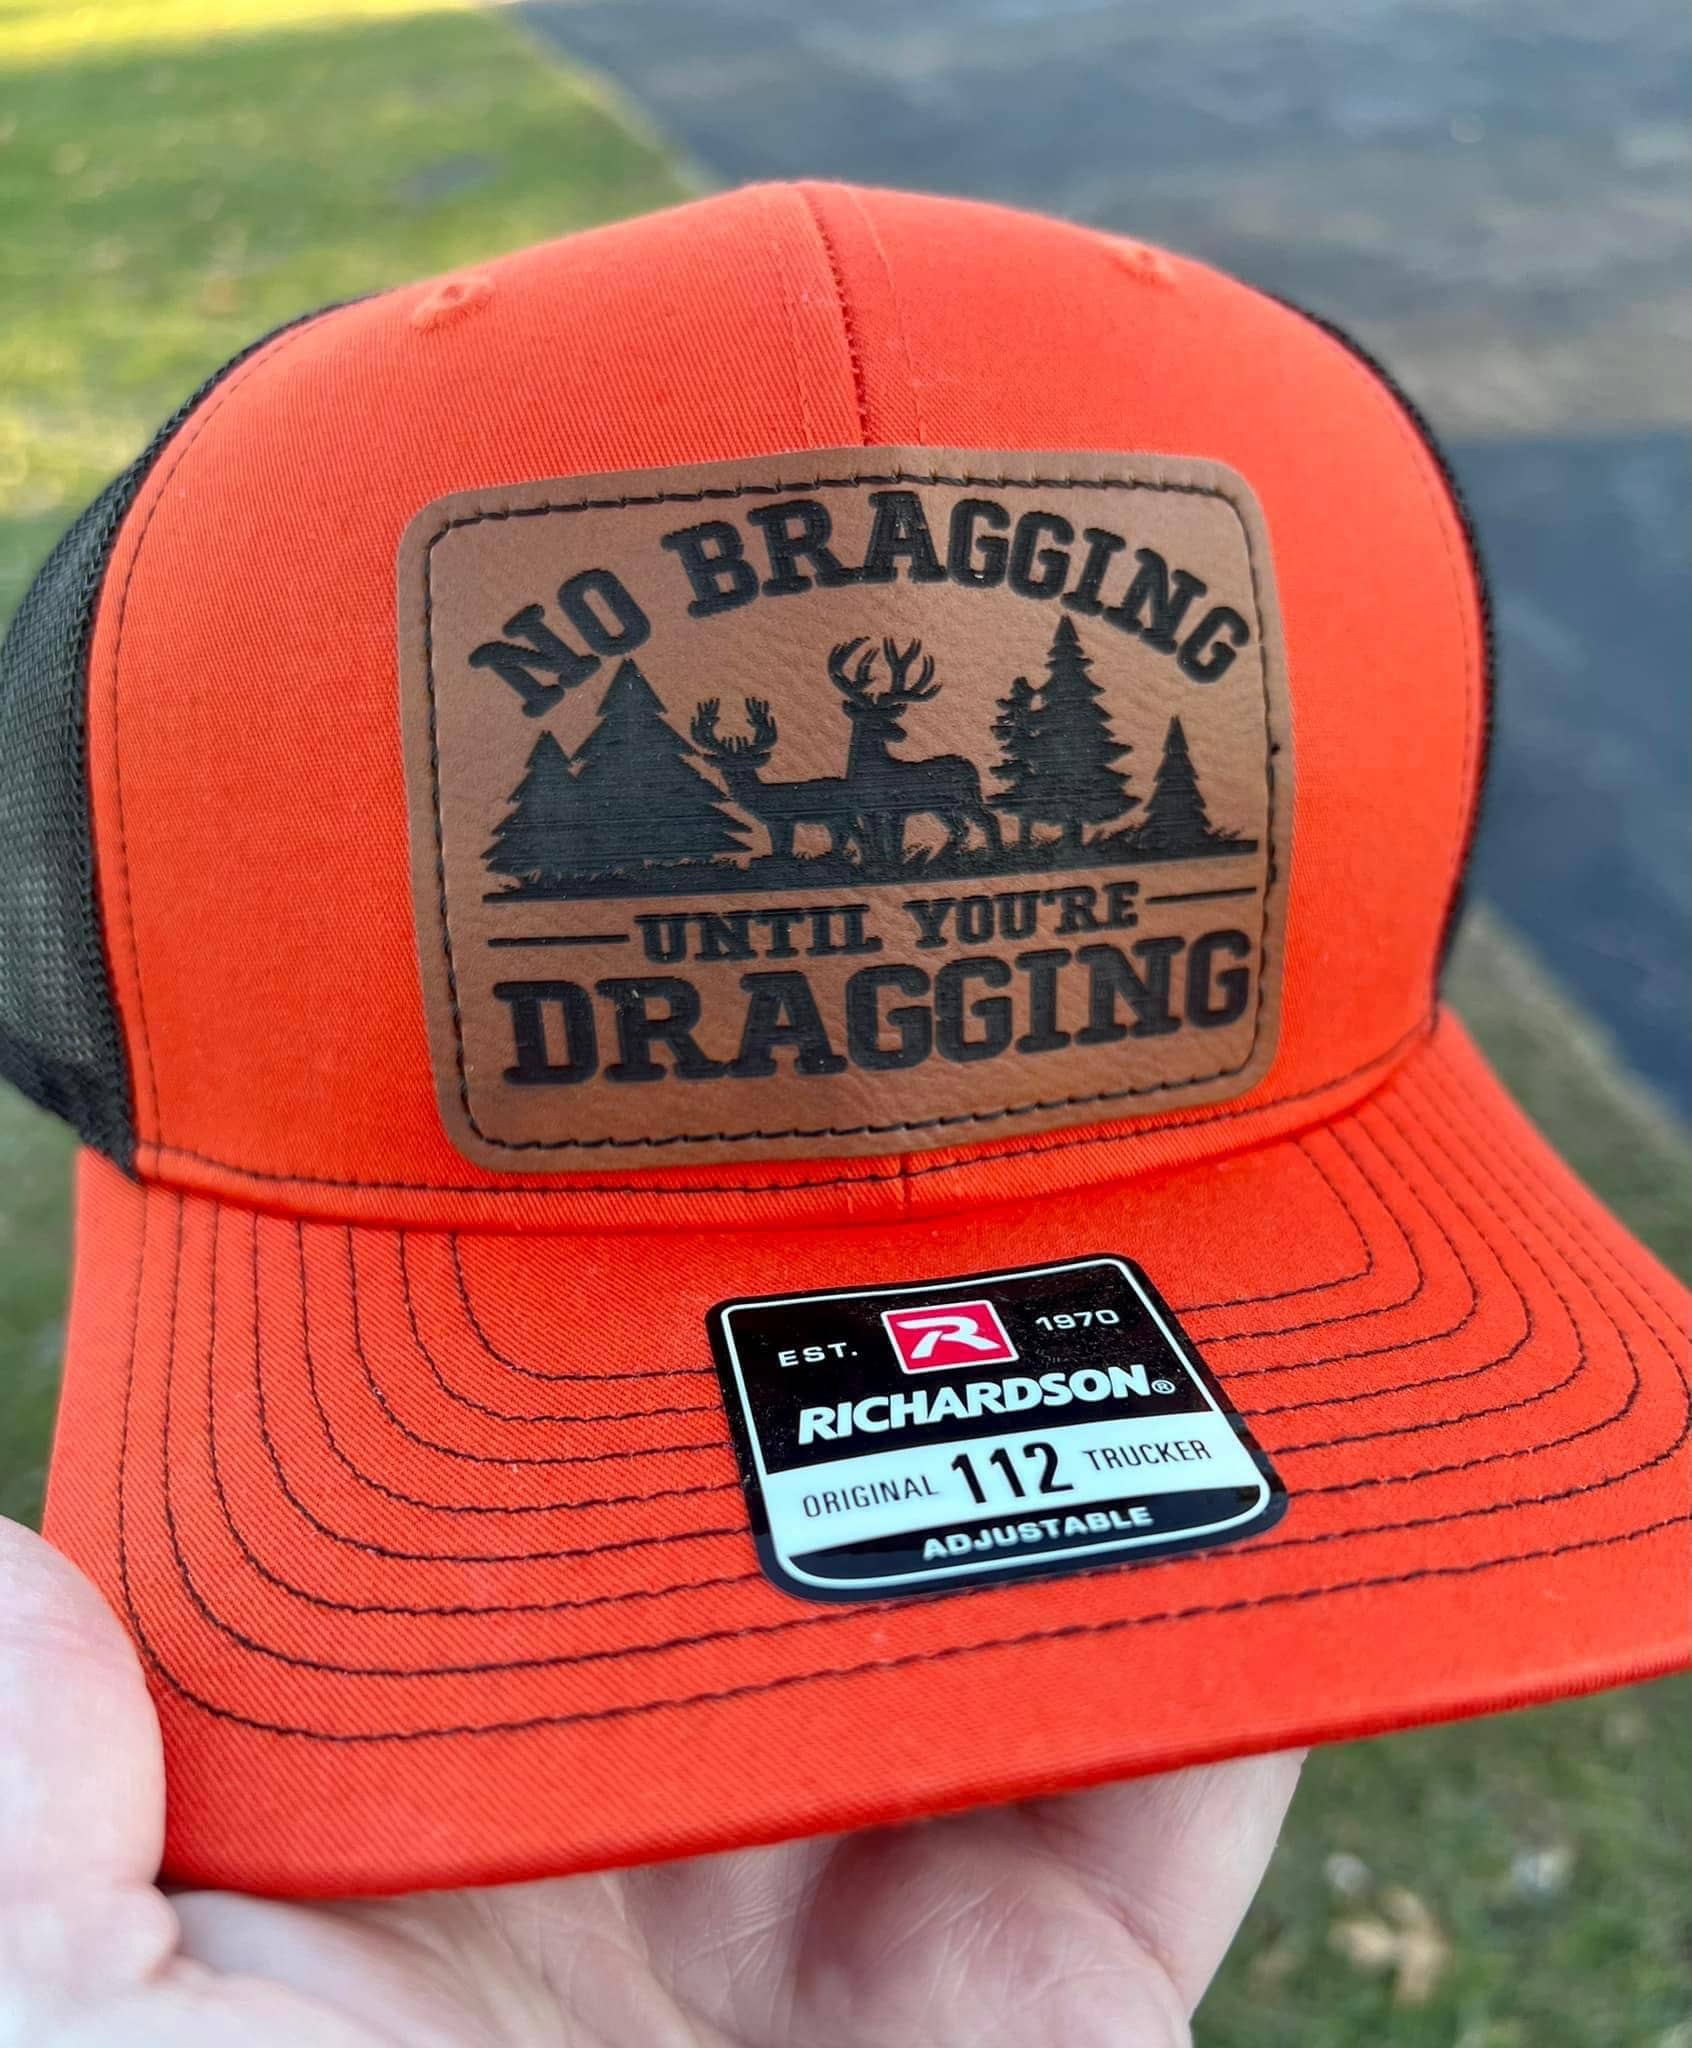 NO BRAGGING
UNTIL YOU'RE
DRAGGING
EST. R 1970
RICHARDSON®
ORIGINAL 112 TRUCKER
ADJUSTABLE